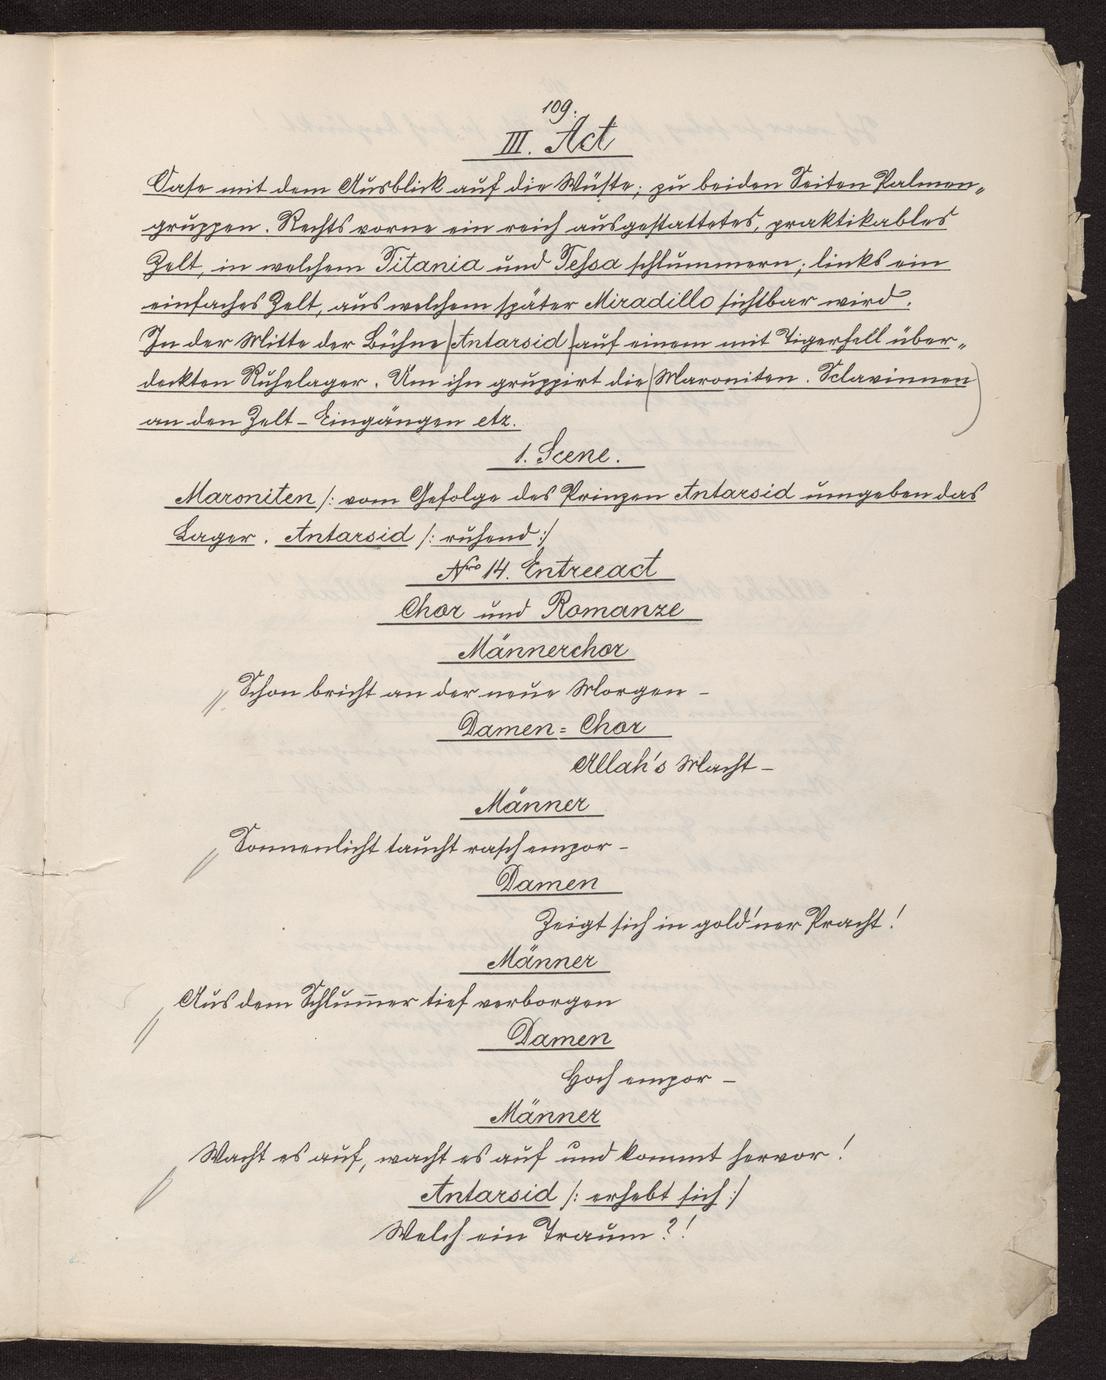 109.
III. Act
Oase mit dem Ausblick auf die Wüste; zu beiden Seiten Palmen„
gruppen. Rechts vorne ein reich ausgestattetes, praktikables
Zelt, in welchem Titania und Tessa schlummern; links ein
einfaches Zelt, aus welchem später Miradillo sichtbar wird.
In der Mitte der Bühne (Antarsid) auf einem mit Tigerfell über„
deckten Ruhelager. Um ihn gruppirt die (Maroniten. Sclavinnen)
an den Zelt-Eingängen etz.
1. Scene.
Maroniten /: vom Gefolge des Prinzen Antarsid umgeben das
Lager. Antarsid /: ruhend :/
Nro 14. Entreeact
Chor und Romanze
Männerchor
Schon bricht an der neue Morgen –
Damen=Chor
Allah's Macht –
Männer
Sonnenlicht taucht rasch empor –
Damen
Zeigt sich in gold'ner Pracht!
Männer
Aus dem Schlum̄er tief verborgen
Damen
Hoch empor –
Männer
Wacht es auf, wacht es auf und kommt hervor!
Antarsid /: erhebt sich :/
Welch ein Traum?!